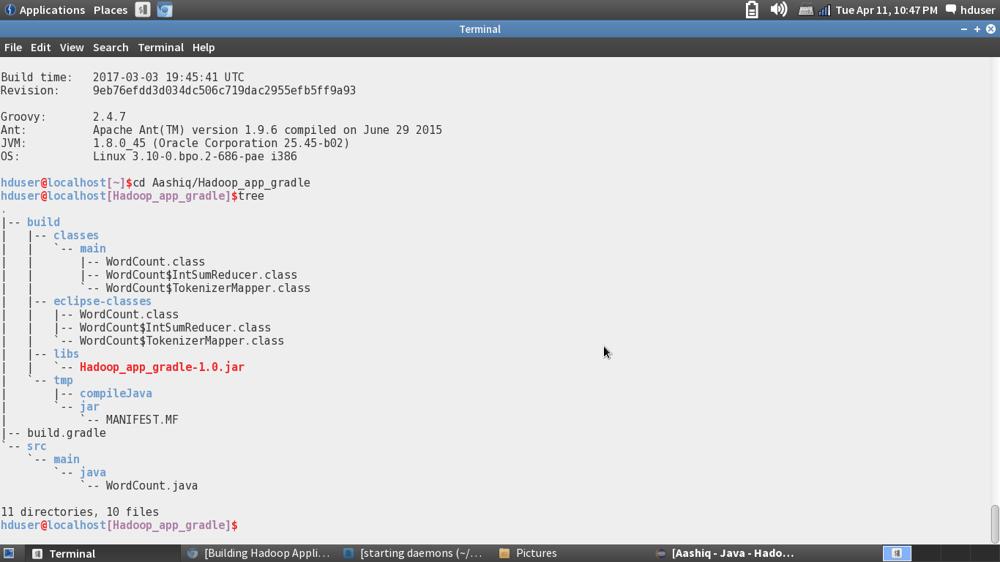 Applications Places Tue Apr 11, 10:47 PM hduser
Terminal
File Edit View Search Terminal Help
Build time:   2017-03-03 19:45:41 UTC
Revision:     9eb76efdd3d034dc506c719dac2955efb5ff9a93
Groovy:       2.4.7
Ant:          Apache Ant(TM) version 1.9.6 compiled on June 29 2015
JVM:          1.8.0_45 (Oracle Corporation 25.45-b02)
OS:           Linux 3.10-0.bpo.2-686-pae i386
hduser@localhost[~]$cd Aashiq/Hadoop_app_gradle
hduser@localhost[Hadoop_app_gradle]$tree
.
|-- build
|   |-- classes
|   |   `-- main
|   |       |-- WordCount.class
|   |       |-- WordCount$IntSumReducer.class
|   |       `-- WordCount$TokenizerMapper.class
|   |-- eclipse-classes
|   |   |-- WordCount.class
|   |   |-- WordCount$IntSumReducer.class
|   |   `-- WordCount$TokenizerMapper.class
|   |-- libs
|   |   `-- Hadoop_app_gradle-1.0.jar
|   `-- tmp
|       |-- compileJava
|       `-- jar
|           `-- MANIFEST.MF
|-- build.gradle
`-- src
    `-- main
        `-- java
            `-- WordCount.java
11 directories, 10 files
hduser@localhost[Hadoop_app_gradle]$
Terminal [Building Hadoop Appli... [starting daemons (~/... Pictures [Aashiq - Java - Hado...